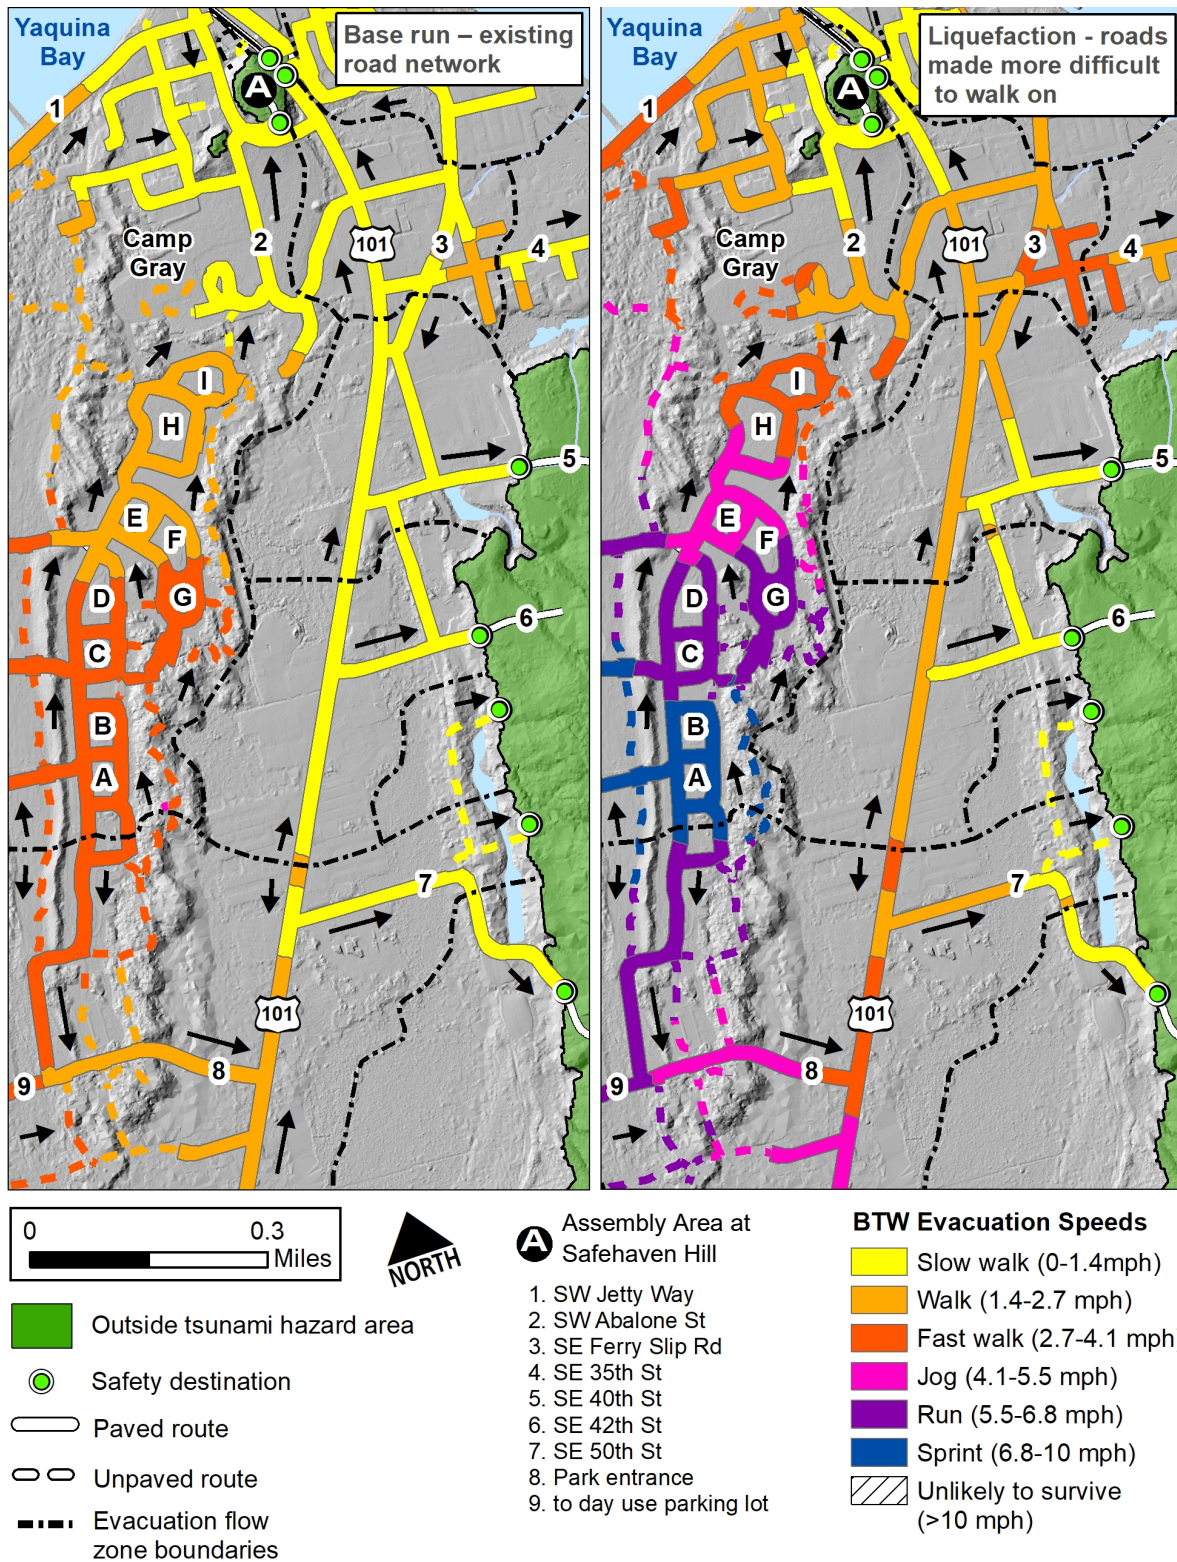 Yaquina
Bay
Base run – existing
road network
A
1
Camp
Gray
2
101
3
4
I
H
5
E
F
D
G
C
6
B
A
7
101
8
9
Yaquina
Bay
Liquefaction - roads
made more difficult
to walk on
A
1
Camp
Gray
2
101
3
4
I
H
5
E
F
D
G
C
6
B
A
7
101
8
9
0 0.3
Miles
NORTH
Outside tsunami hazard area
Safety destination
Paved route
Unpaved route
Evacuation flow
zone boundaries
A
Assembly Area at
Safehaven Hill
1. SW Jetty Way
2. SW Abalone St
3. SE Ferry Slip Rd
4. SE 35th St
5. SE 40th St
6. SE 42th St
7. SE 50th St
8. Park entrance
9. to day use parking lot
BTW Evacuation Speeds
Slow walk (0-1.4mph)
Walk (1.4-2.7 mph)
Fast walk (2.7-4.1 mph)
Jog (4.1-5.5 mph)
Run (5.5-6.8 mph)
Sprint (6.8-10 mph)
Unlikely to survive
(>10 mph)